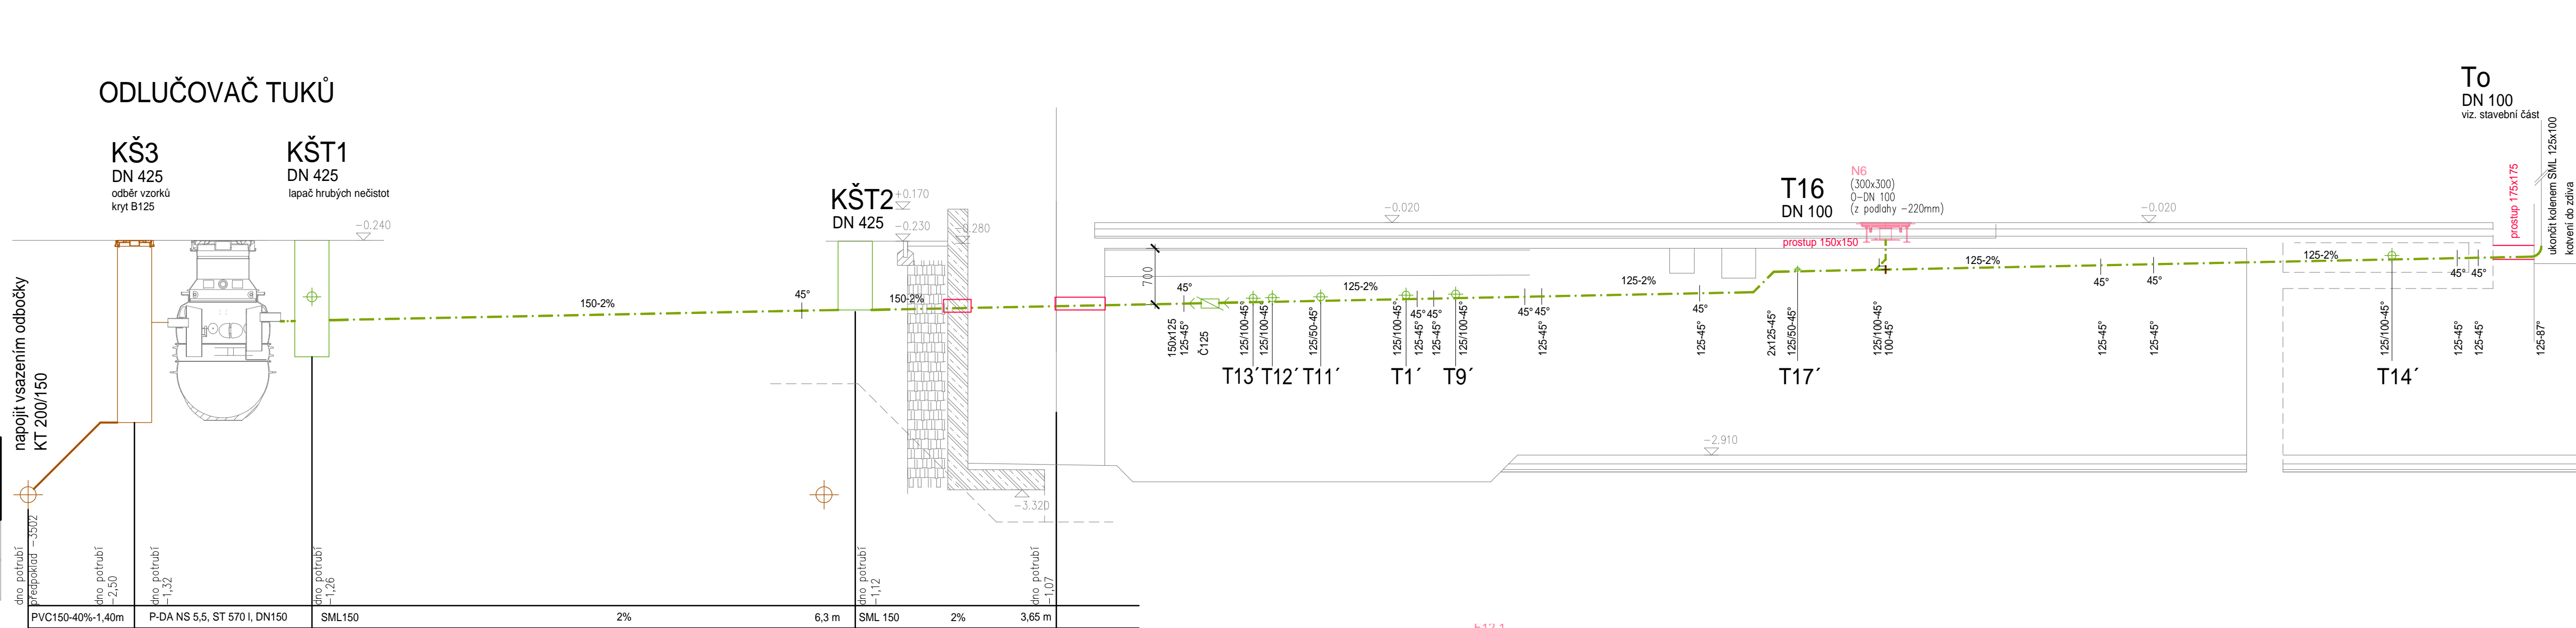 ODLUČOVAČ TUKŮ
KŠ3
DN 425
odběr vzorků
kryt B125
KŠT1
DN 425
lapač hrubých nečistot
-0.240
KŠT2
DN 425
+0.170
-0.230
-0.280
-0.020
T16
DN 100
N6
(300x300)
O-DN 100
(z podlahy -220mm)
prostup 150x150
-0.020
To
DN 100
viz. stavební část
prostup 175x175
ukončit kolenem SML 125x100
kotvení do zdiva
napojit vsazením odbočky
KT 200/150
150-2%
45°
150-2%
700
45°
125-2%
45°
45°
45°
45°
125-2%
45°
125-2%
45°
45°
125-2%
45°
45°
150x125
125-45°
Č125
125/100-45°
125/100-45°
125/50-45°
125/100-45°
125-45°
125-45°
125/100-45°
125-45°
125-45°
2x125-45°
125/50-45°
125/100-45°
100-45°
125-45°
125-45°
125/100-45°
125-45°
125-45°
125-87°
T13´
T12´
T11´
T1´
T9´
T17´
T14´
-2.910
-3.320
dno potrubí
předpoklad -3502
dno potrubí
-2,50
dno potrubí
-1,32
dno potrubí
-1,26
dno potrubí
-1,12
dno potrubí
-1,07
PVC150-40%-1,40m
P-DA NS 5,5, ST 570 l, DN150
SML150
2%
6,3 m
SML 150
2%
3,65 m